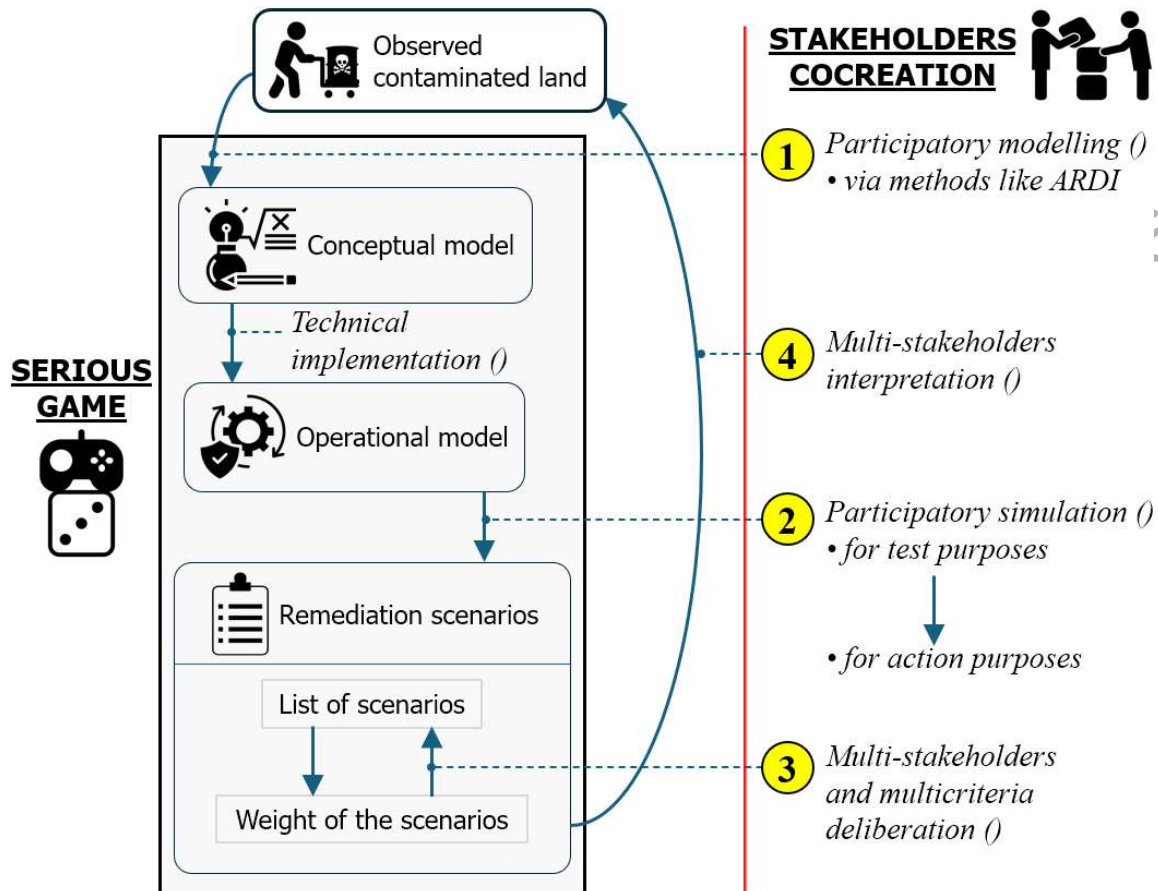 Observed
contaminated land
STAKEHOLDERS
COCREATION
1
Participatory modelling ()
• via methods like ARDI
Conceptual model
Technical
implementation ()
4
Multi-stakeholders
interpretation ()
SERIOUS
GAME
Operational model
2
Participatory simulation ()
• for test purposes
Remediation scenarios
• for action purposes
List of scenarios
3
Multi-stakeholders
and multicriteria
deliberation ()
Weight of the scenarios